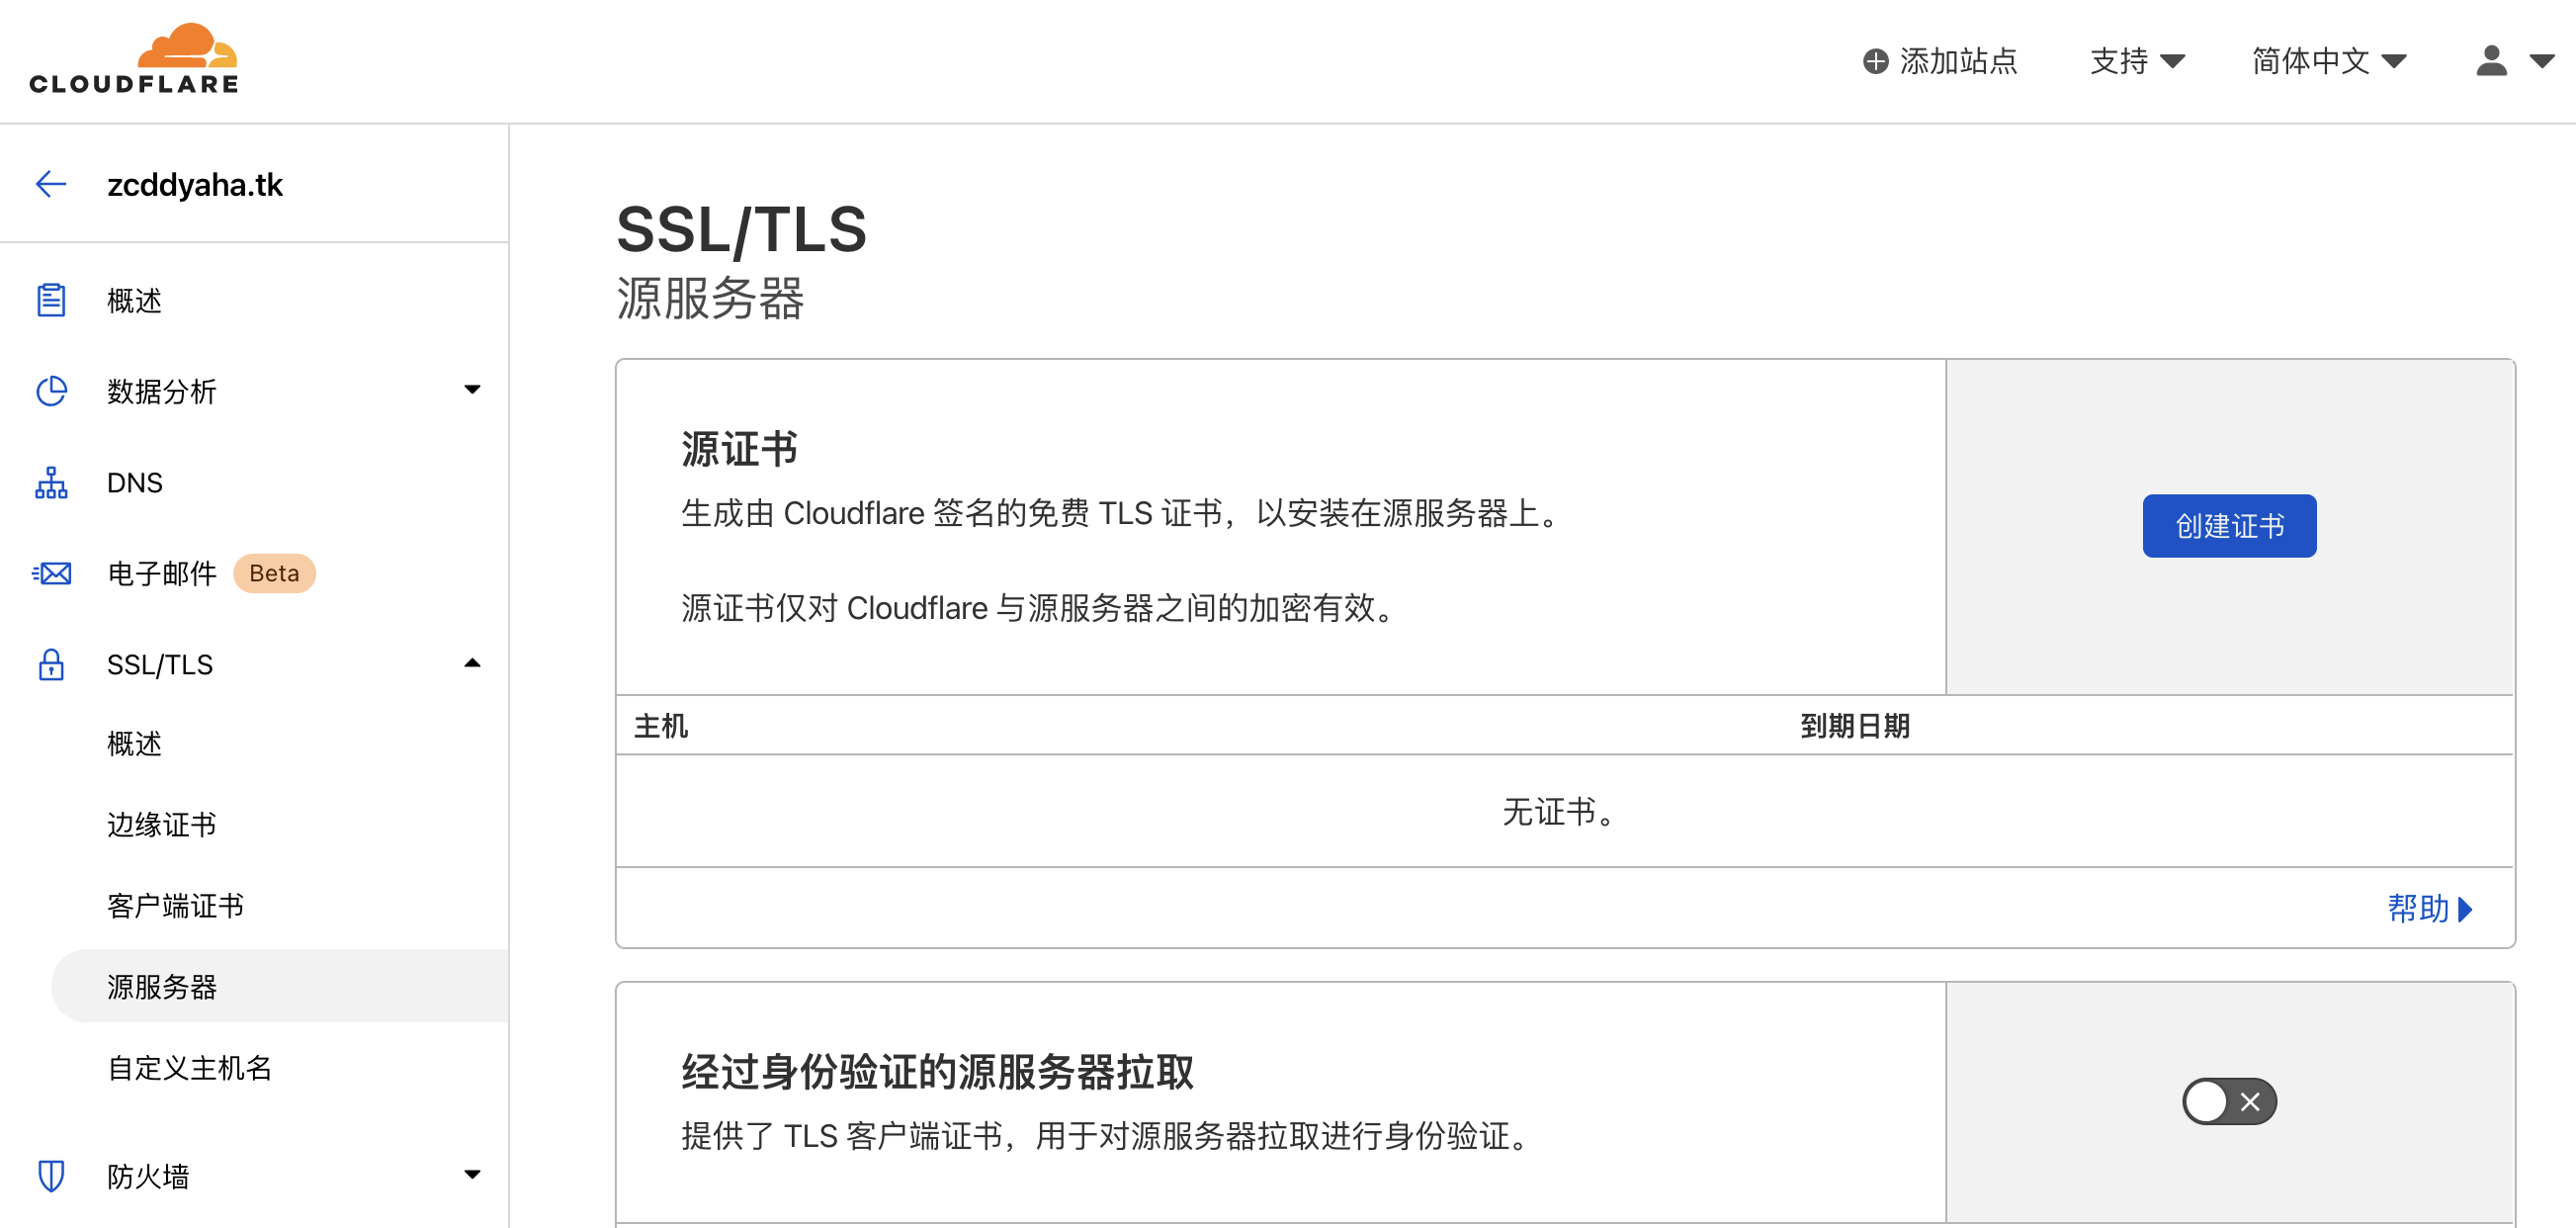 CLOUDFLARE
添加站点
支持
简体中文
zcddyaha.tk
概述
数据分析
DNS
电子邮件 Beta
SSL/TLS
概述
边缘证书
客户端证书
源服务器
自定义主机名
防火墙
SSL/TLS
源服务器
源证书
生成由 Cloudflare 签名的免费 TLS 证书，以安装在源服务器上。
源证书仅对 Cloudflare 与源服务器之间的加密有效。
创建证书
主机 到期日期
无证书。
帮助
经过身份验证的源服务器拉取
提供了 TLS 客户端证书，用于对源服务器拉取进行身份验证。